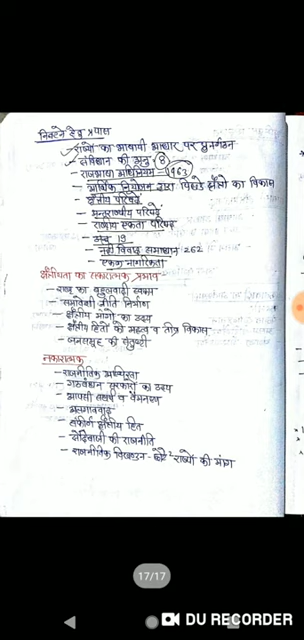 निपटने हेतु प्रयास
राज्यों का भाषायी आधार पर पुनर्गठन
- संविधान की अनु॰ 8
- राजभाषा अधिनियम - 1963
- आर्थिक नियोजन द्वारा पिछड़े क्षेत्रों का विकास
- क्षेत्रीय परिषदें
- अन्तर्राज्यीय परिषदें
- राष्ट्रीय एकता परिषद
- अनु॰ 19
- नदी विवाद समाधान 262
- एकल नागरिकता
क्षेत्रीयता का सकारात्मक प्रभाव
- राज्य का बहुलवादी स्वरूप
- समावेशी नीति निर्माण
- क्षेत्रीय मांगो का उदय
- क्षेत्रीय हितों के महत्व व तीव्र विकास
- जनसमूह की संतुष्टी
नकारात्मक
- राजनीतिक अस्थिरता
- गठबंधन सरकारों का उदय
- आपसी संघर्ष व वैमनस्य
- अलगाववाद
- संकीर्ण क्षेत्रीय हित
- सौदेबाजी की राजनीति
- राजनीतिक विखण्डन - छोटे राज्यों की मांग
17/17
DU RECORDER